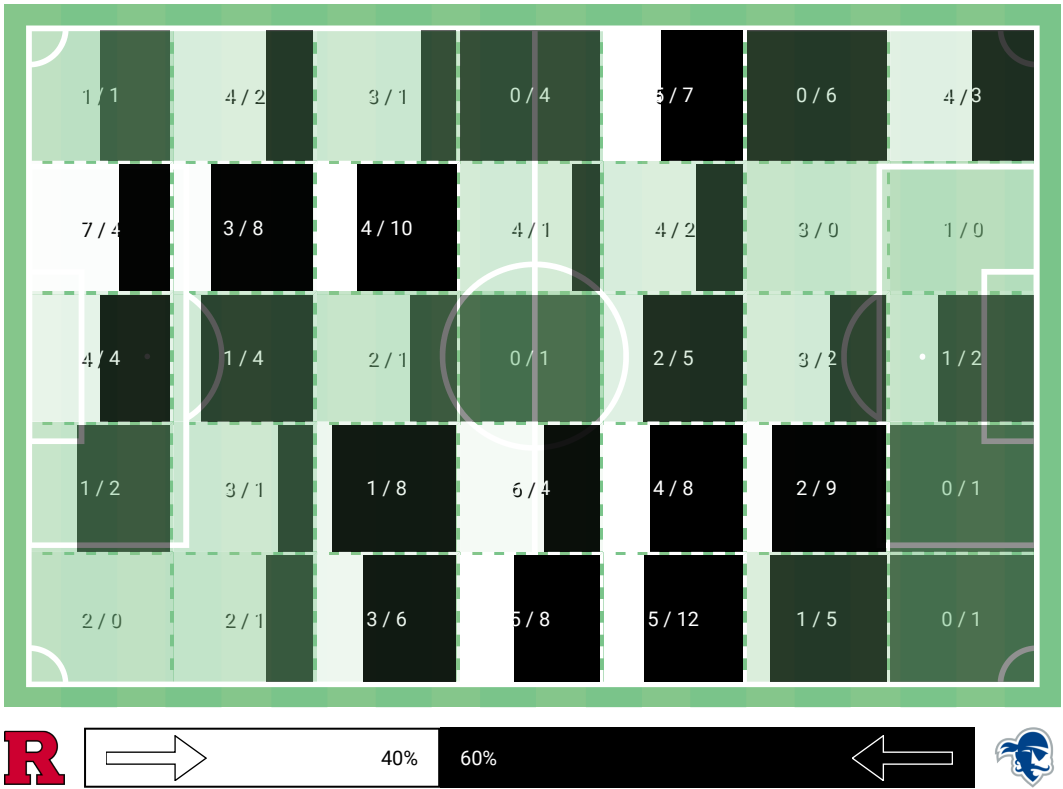 1 / 1 4 / 2 3 / 1 0 / 4 5 / 7 0 / 6 4 / 3
7 / 4 3 / 8 4 / 10 4 / 1 4 / 2 3 / 0 1 / 0
4 / 4 1 / 4 2 / 1 0 / 1 2 / 5 3 / 2 1 / 2
1 / 2 3 / 1 1 / 8 6 / 4 4 / 8 2 / 9 0 / 1
2 / 0 2 / 1 3 / 6 5 / 8 5 / 12 1 / 5 0 / 1
R 40% 60%